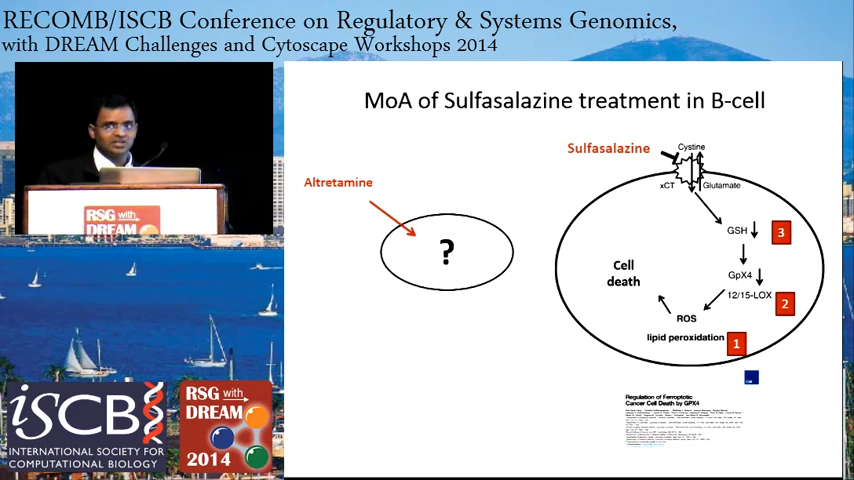 RECOMB/ISCB Conference on Regulatory & Systems Genomics,
with DREAM Challenges and Cytoscape Workshops 2014
RSG with
DREAM
MoA of Sulfasalazine treatment in B-cell
Altretamine
?
Sulfasalazine
Cystine
xCT
Glutamate
GSH
3
GpX4
12/15-LOX
2
Cell
death
ROS
lipid peroxidation
1
Cell
Regulation of Ferroptotic
Cancer Cell Death by GPX4
iSCB
INTERNATIONAL SOCIETY FOR
COMPUTATIONAL BIOLOGY
RSG with
DREAM
2014